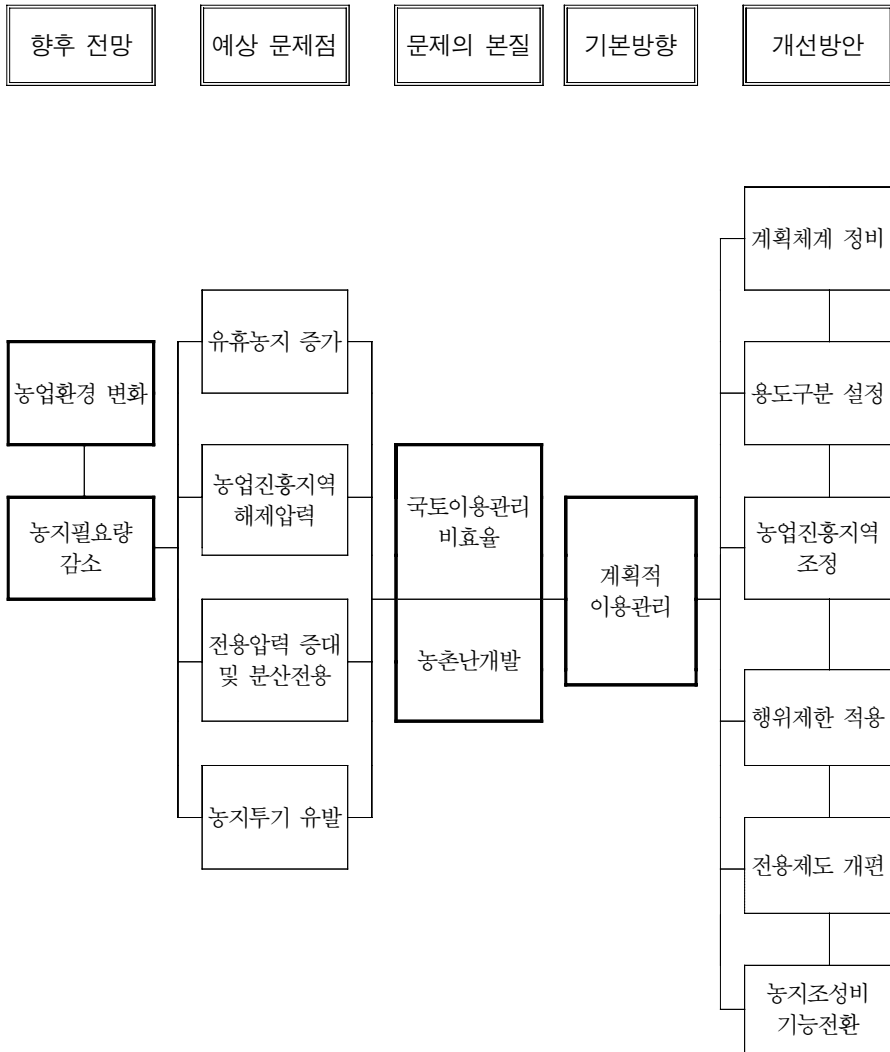 향후 전망
예상 문제점
문제의 본질
기본방향
개선방안
농업환경 변화
농지필요량
감소
유휴농지 증가
농업진흥지역
해제압력
전용압력 증대
및 분산전용
농지투기 유발
국토이용관리
비효율
농촌난개발
계획적
이용관리
계획체계 정비
용도구분 설정
농업진흥지역
조정
행위제한 적용
전용제도 개편
농지조성비
기능전환